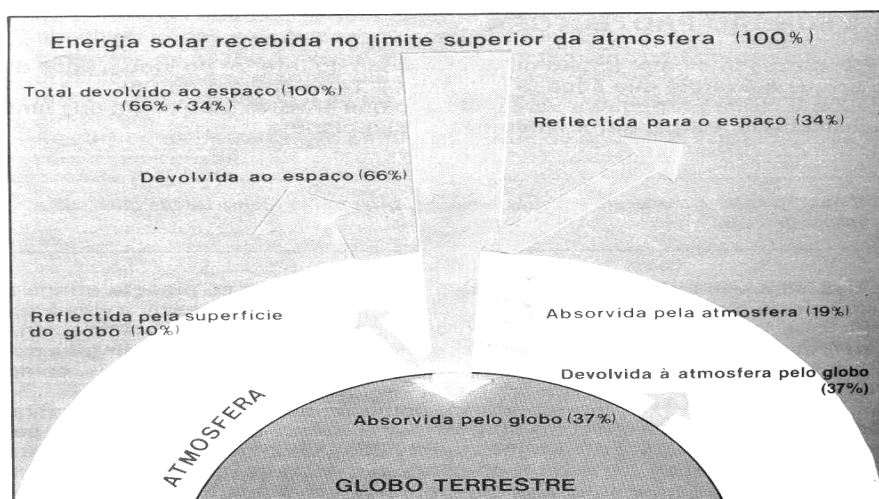 Energia solar recebida no limite superior da atmosfera (100%)
Total devolvido ao espaço (100%)
(66% + 34%)
Reflectida para o espaço (34%)
Devolvida ao espaço (66%)
Reflectida pela superfície
do globo (10%)
Absorvida pela atmosfera (19%)
Devolvida à atmosfera pelo globo
(37%)
Absorvida pelo globo (37%)
ATMOSFERA
GLOBO TERRESTRE